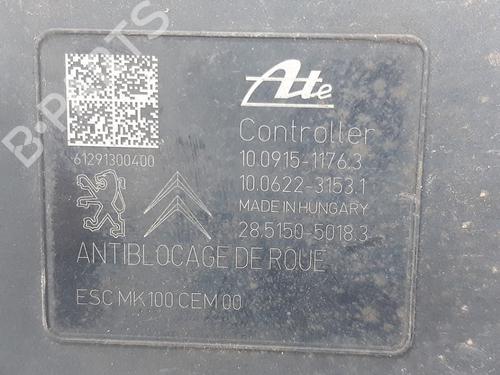 Ate
Controller
61291300400
10.0915-1176.3
10.0622-3153.1
MADE IN HUNGARY
28.5150-5018.3
ANTIBLOCAGE DE ROUE
ESC MK100 CEM 00
B-PARTS